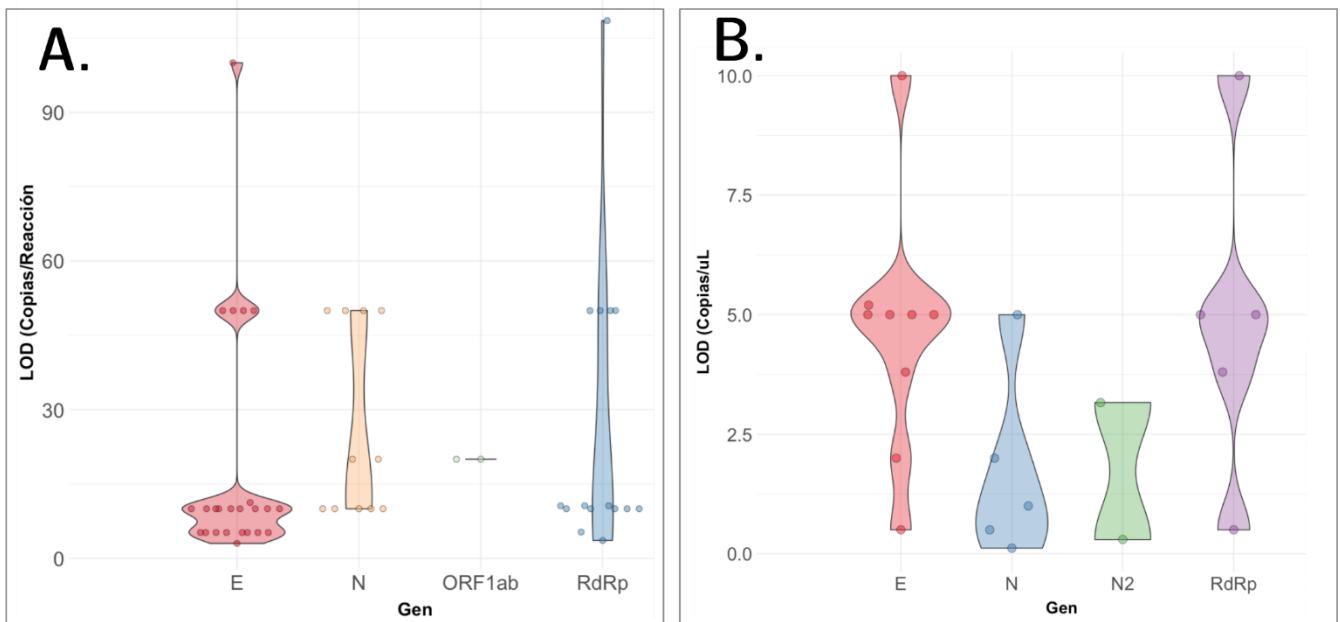 A.
LOD (Copias/Reacción
90
60
30
0
E N ORF1ab RdRp
Gen
B.
LOD (Copias/uL
10.0
7.5
5.0
2.5
0.0
E N N2 RdRp
Gen